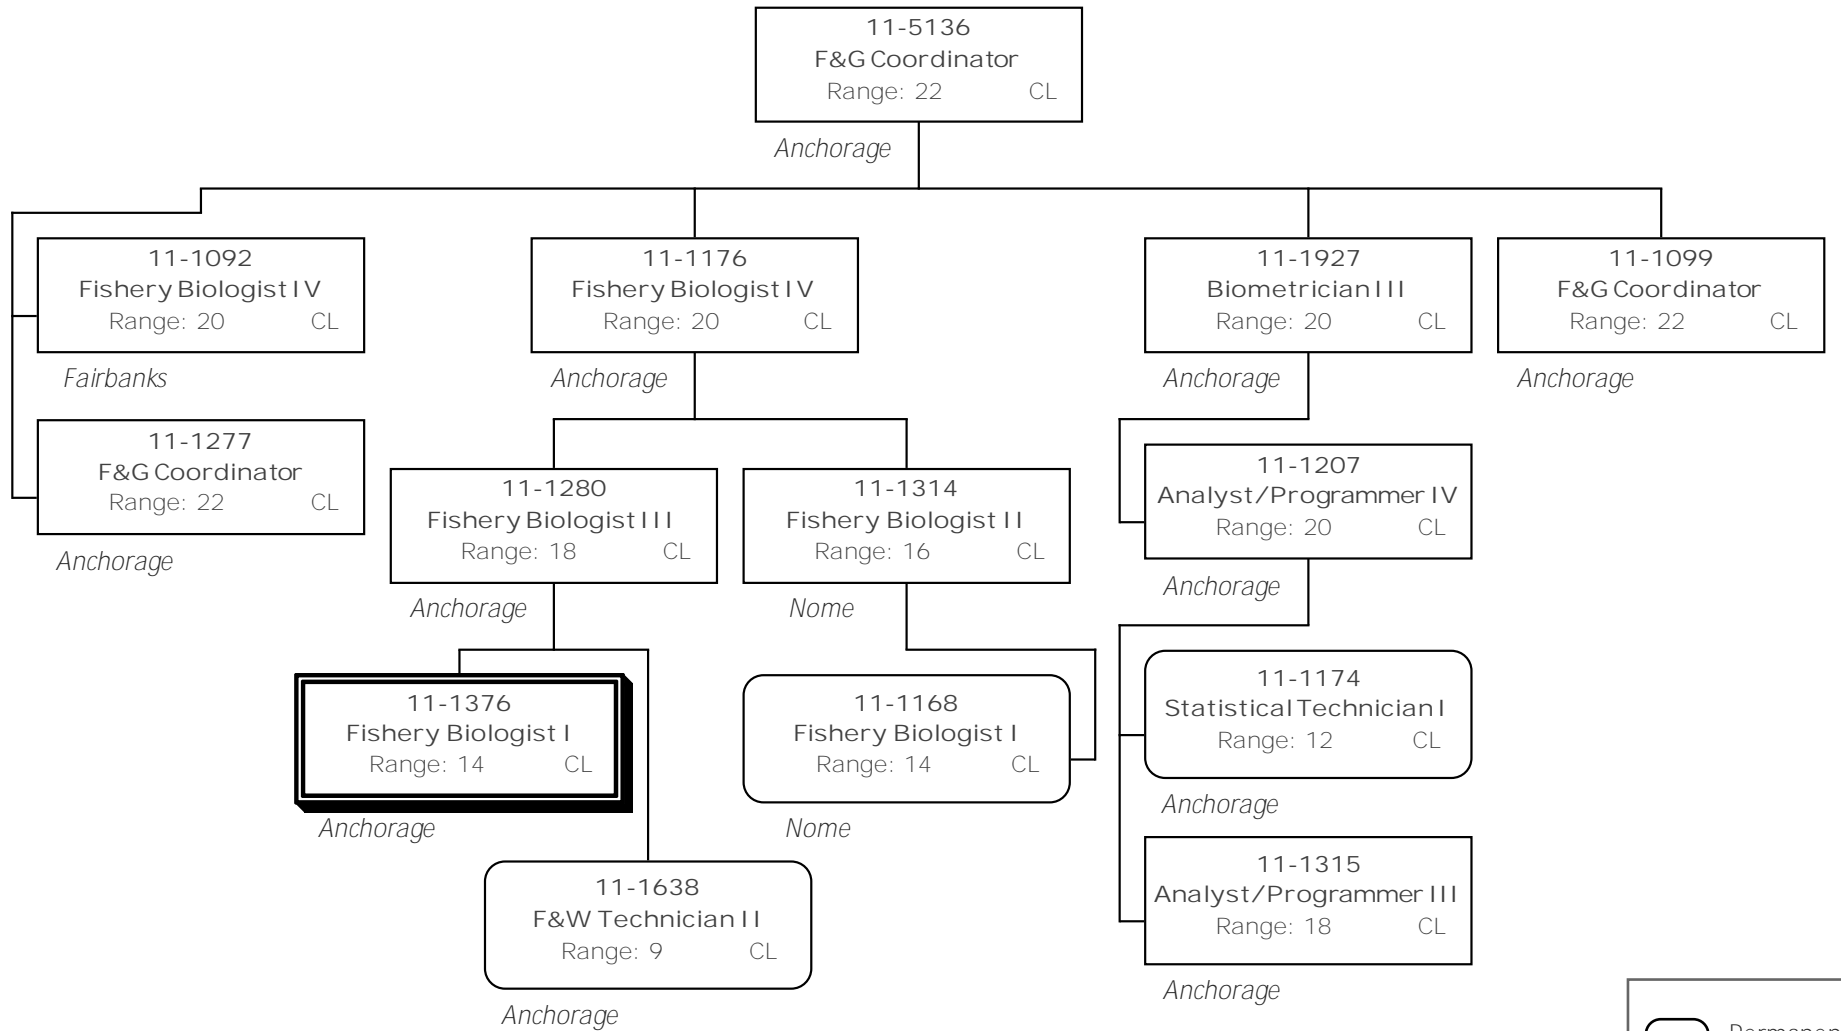 11-5136
F&G Coordinator
Range: 22 CL
Anchorage
11-1092
Fishery Biologist IV
Range: 20 CL
Fairbanks
11-1176
Fishery Biologist IV
Range: 20 CL
Anchorage
11-1927
Biometrician III
Range: 20 CL
Anchorage
11-1099
F&G Coordinator
Range: 22 CL
Anchorage
11-1277
F&G Coordinator
Range: 22 CL
Anchorage
11-1280
Fishery Biologist III
Range: 18 CL
Anchorage
11-1314
Fishery Biologist II
Range: 16 CL
Nome
11-1207
Analyst/Programmer IV
Range: 20 CL
Anchorage
11-1376
Fishery Biologist I
Range: 14 CL
Anchorage
11-1168
Fishery Biologist I
Range: 14 CL
Nome
11-1174
Statistical Technician I
Range: 12 CL
Anchorage
11-1638
F&W Technician II
Range: 9 CL
Anchorage
11-1315
Analyst/Programmer III
Range: 18 CL
Anchorage